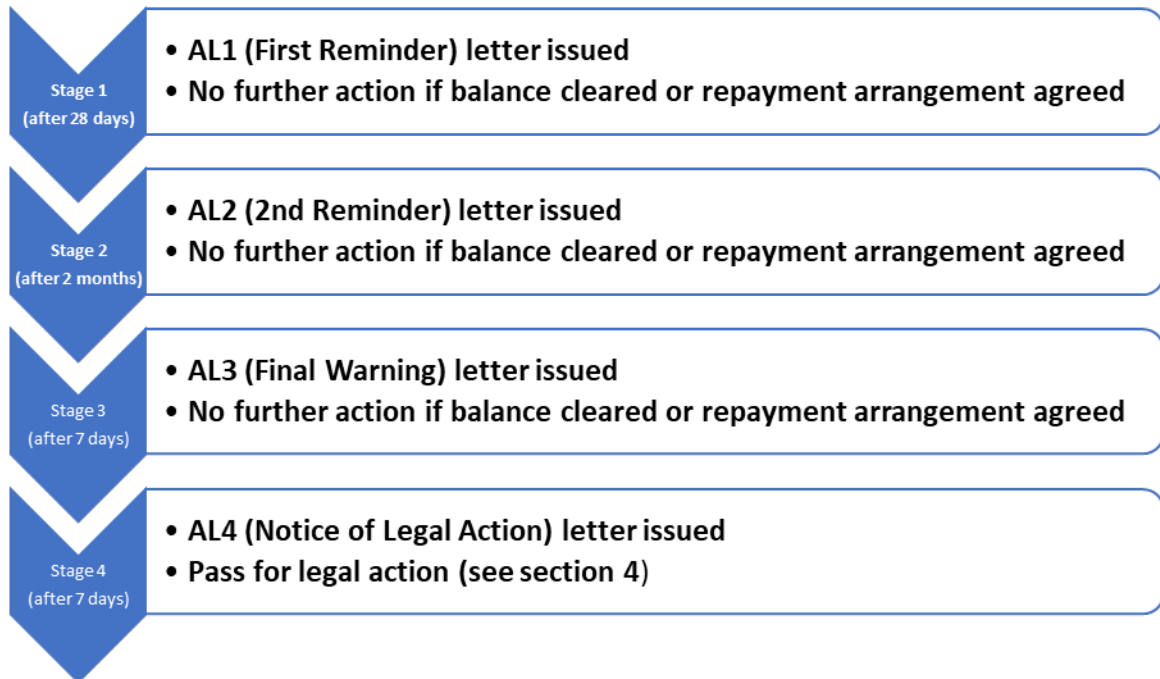 Stage 1
(after 28 days)
• AL1 (First Reminder) letter issued
• No further action if balance cleared or repayment arrangement agreed
Stage 2
(after 2 months)
• AL2 (2nd Reminder) letter issued
• No further action if balance cleared or repayment arrangement agreed
Stage 3
(after 7 days)
• AL3 (Final Warning) letter issued
• No further action if balance cleared or repayment arrangement agreed
Stage 4
(after 7 days)
• AL4 (Notice of Legal Action) letter issued
• Pass for legal action (see section 4)